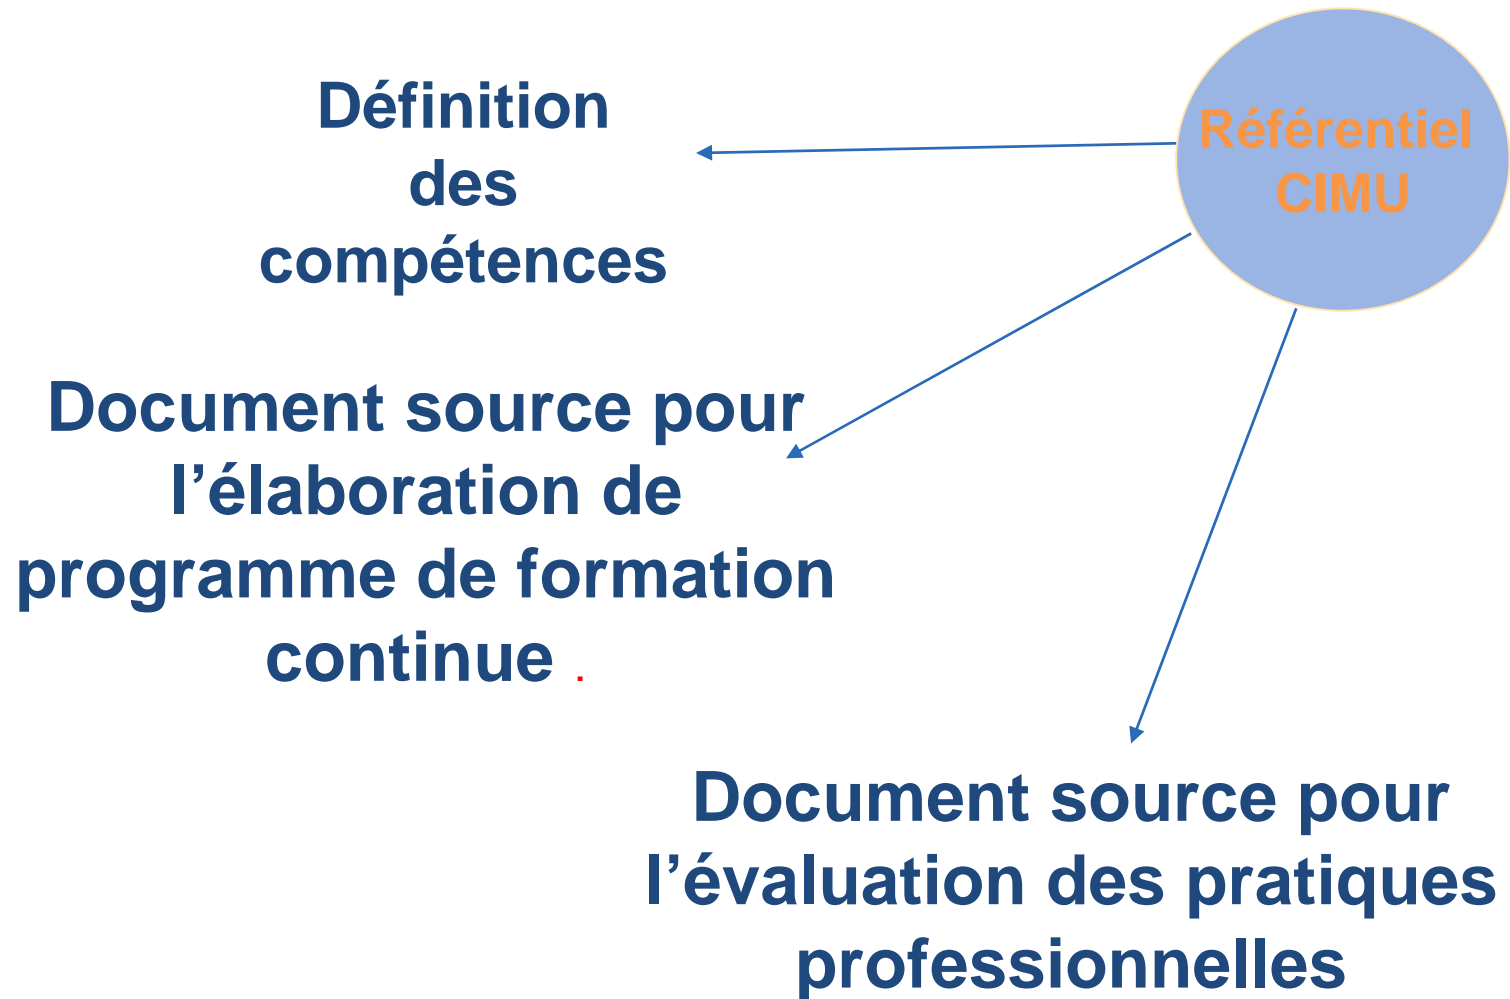 Référentiel
CIMU
Définition
des
compétences
Document source pour
l’élaboration de
programme de formation
continue .
Document source pour
l’évaluation des pratiques
professionnelles